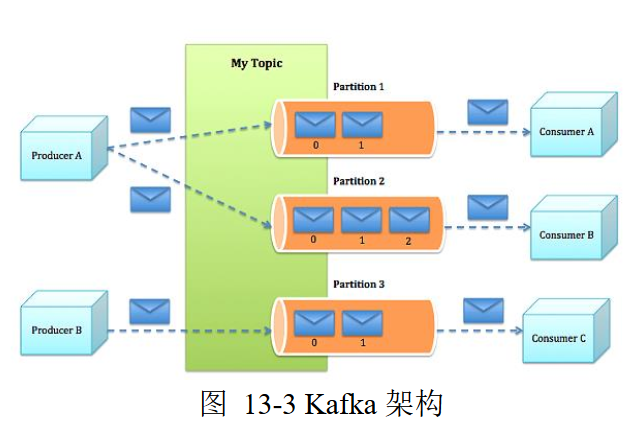 My Topic
Partition 1
Producer A
0 1
Consumer A
Partition 2
0 1 2
Consumer B
Partition 3
Producer B
0 1
Consumer C
图 13-3 Kafka 架构